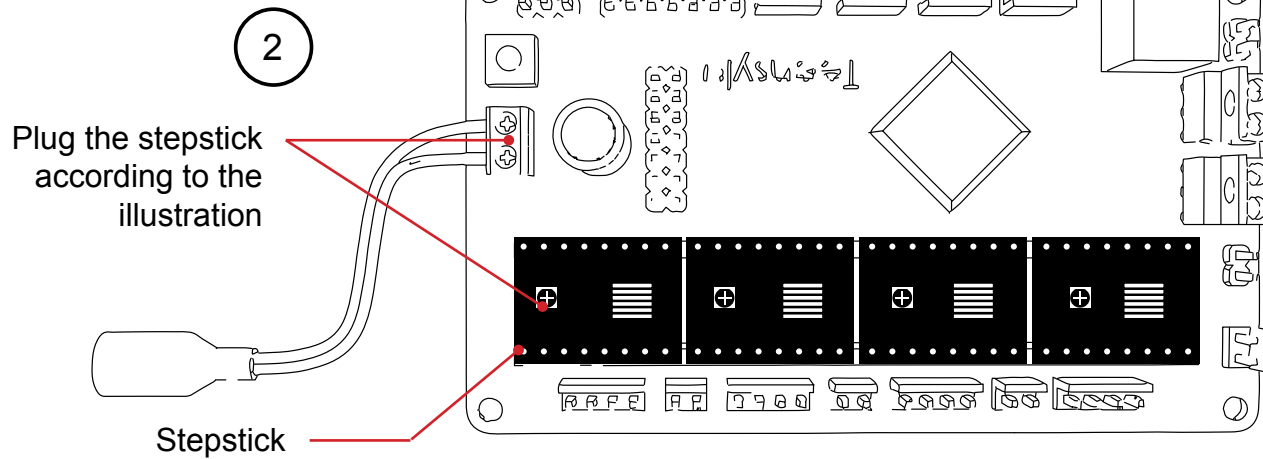 2
Plug the stepstick
according to the
illustration
Stepstick